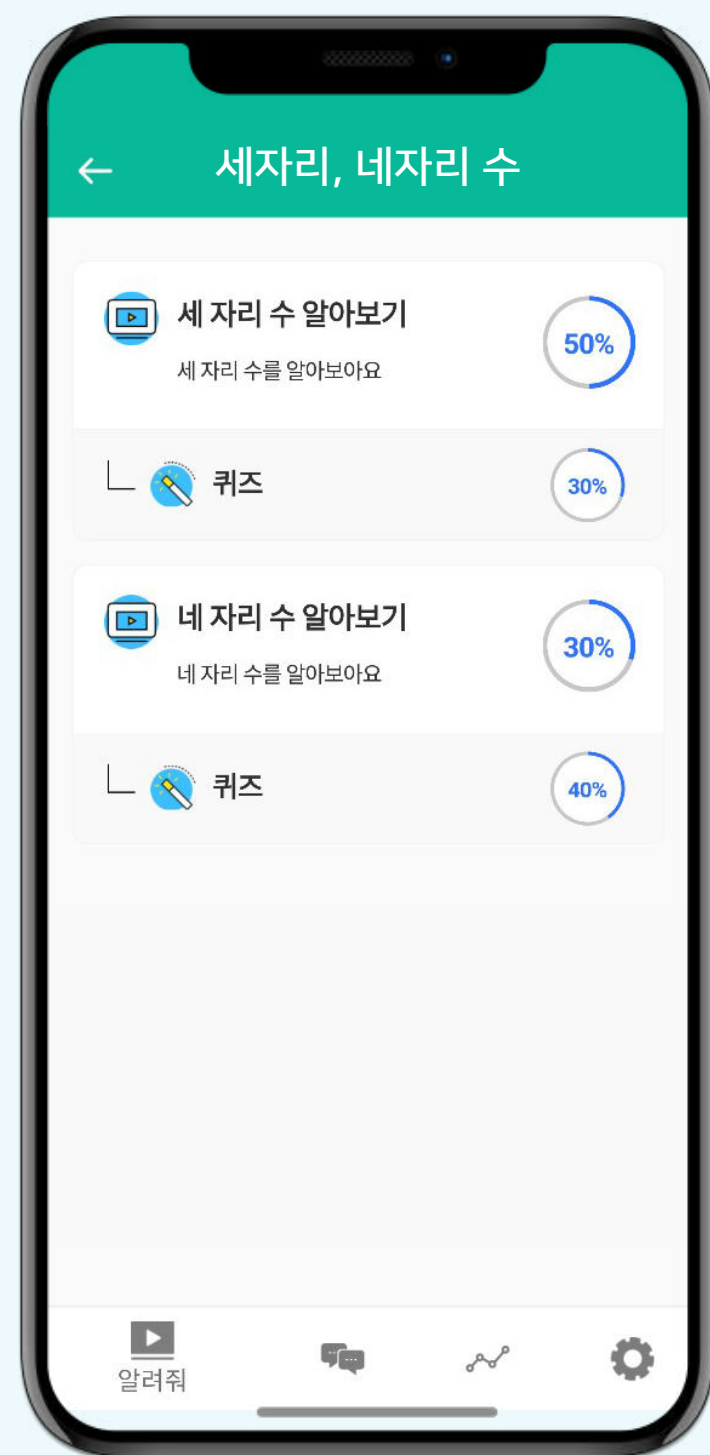 세자리, 네자리 수
세 자리 수 알아보기
세 자리 수를 알아보아요
50%
퀴즈
30%
네 자리 수 알아보기
네 자리 수를 알아보아요
30%
퀴즈
40%
알려줘